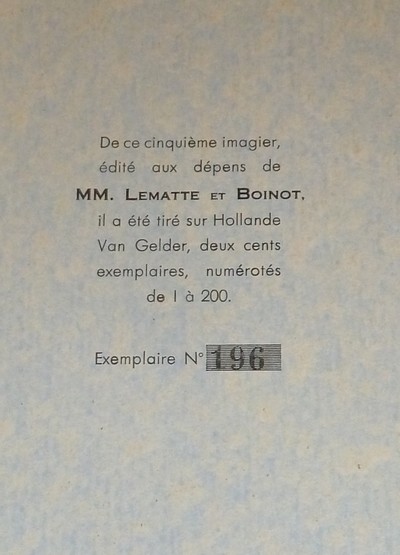 De ce cinquième imagier,
édité aux dépens de
MM. LEMATTE ET BOINOT,
il a été tiré sur Hollande
Van Gelder, deux cents
exemplaires, numérotés
de I à 200.
Exemplaire N° 196